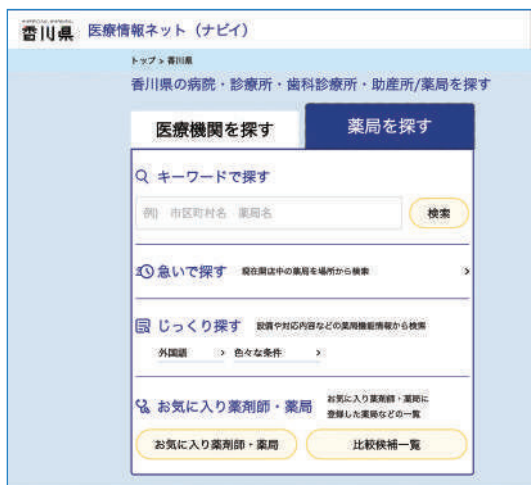 香川県 医療情報ネット（ナビイ）
トップ > 香川県
香川県の病院・診療所・歯科診療所・助産所/薬局を探す
医療機関を探す 薬局を探す
キーワードで探す
例) 市区町村名 薬局名 検索
急いで探す 現在開店中の薬局を場所から検索 >
じっくり探す 設備や対応内容などの薬局機能情報から検索
外国語 > 色々な条件 >
お気に入り薬剤師・薬局 お気に入り薬剤師・薬局に
登録した薬局などの一覧
お気に入り薬剤師・薬局 比較候補一覧